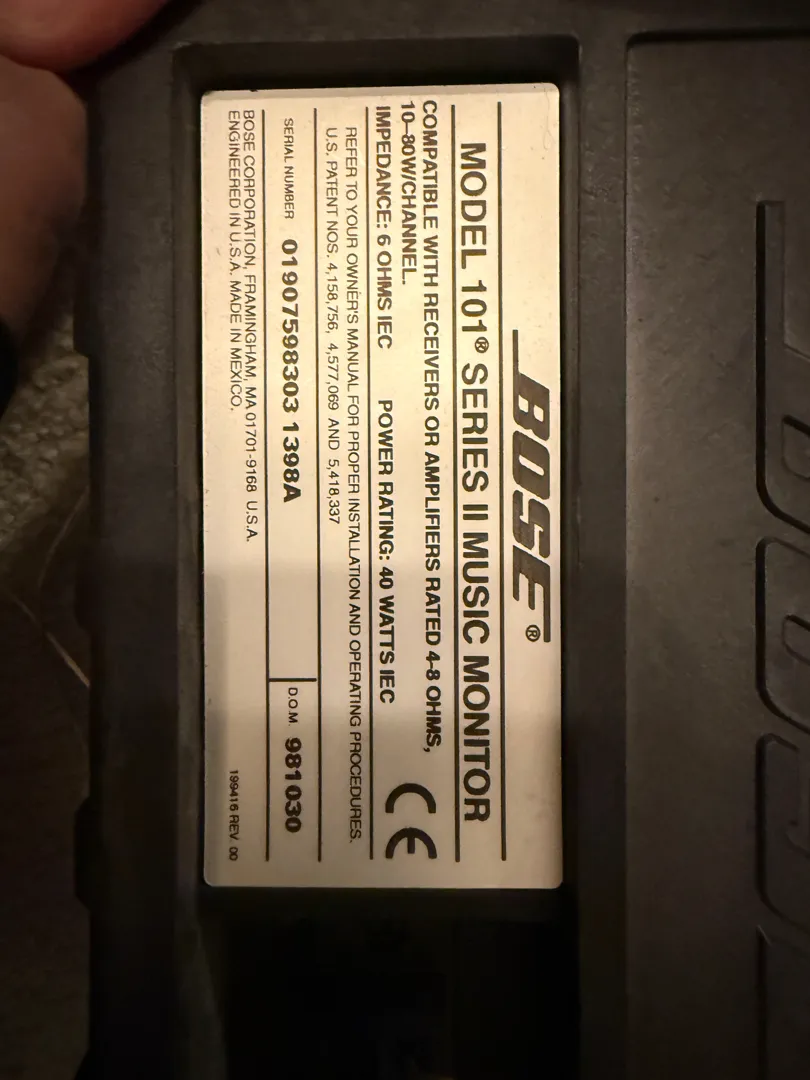 BOSE®
MODEL 101® SERIES II MUSIC MONITOR
COMPATIBLE WITH RECEIVERS OR AMPLIFIERS RATED 4-8 OHMS,
10-80W/CHANNEL.
IMPEDANCE: 6 OHMS IEC POWER RATING: 40 WATTS IEC
CE
REFER TO YOUR OWNER'S MANUAL FOR PROPER INSTALLATION AND OPERATING PROCEDURES.
U.S. PATENT NOS. 4,158,756, 4,577,069 AND 5,418,337
SERIAL NUMBER 01907598303 1398A D.O.M. 981030
BOSE CORPORATION, FRAMINGHAM, MA 01701-9168 U.S.A.
ENGINEERED IN U.S.A. MADE IN MEXICO. 199416 REV. 00